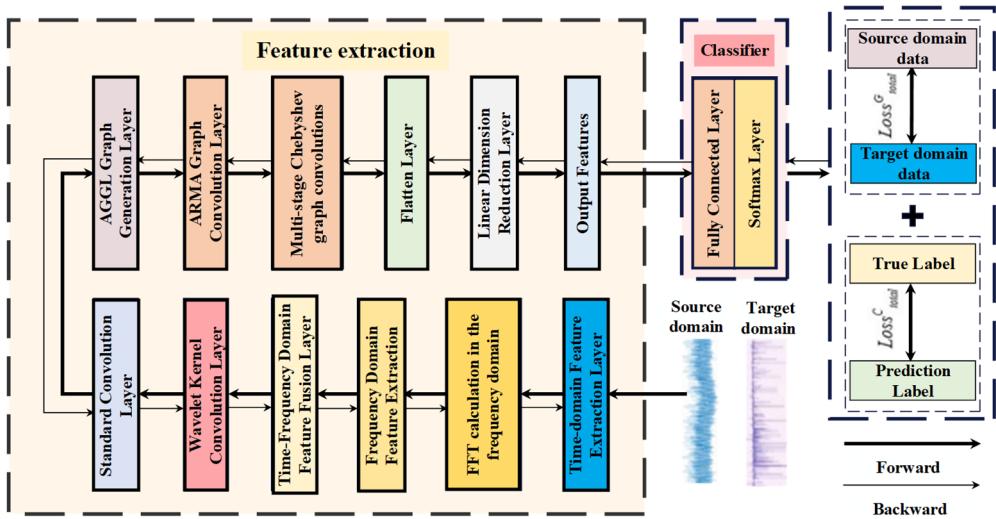 Feature extraction
AGGL Graph
Generation Layer
ARMA Graph
Convolution Layer
Multi-stage Chebyshev
graph convolutions
Flatten Layer
Linear Dimension
Reduction Layer
Output Features
Standard Convolution
Layer
Wavelet Kernel
Convolution Layer
Time-Frequency Domain
Feature Fusion Layer
Frequency Domain
Feature Extraction
FFT calculation in the
frequency domain
Time-domain Feature
Extraction Layer
Classifier
Fully Connected Layer
Softmax Layer
Source
domain
Target
domain
Source domain
data
Loss^G_total
Target domain
data
+
True Label
Loss^C_total
Prediction
Label
Forward
Backward